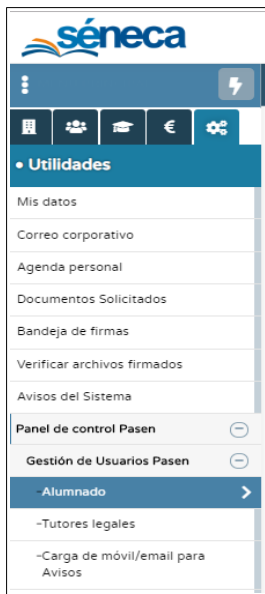 séneca
€
• Utilidades
Mis datos
Correo corporativo
Agenda personal
Documentos Solicitados
Bandeja de firmas
Verificar archivos firmados
Avisos del Sistema
Panel de control Pasen
Gestión de Usuarios Pasen
-Alumnado
-Tutores legales
-Carga de móvil/email para
Avisos